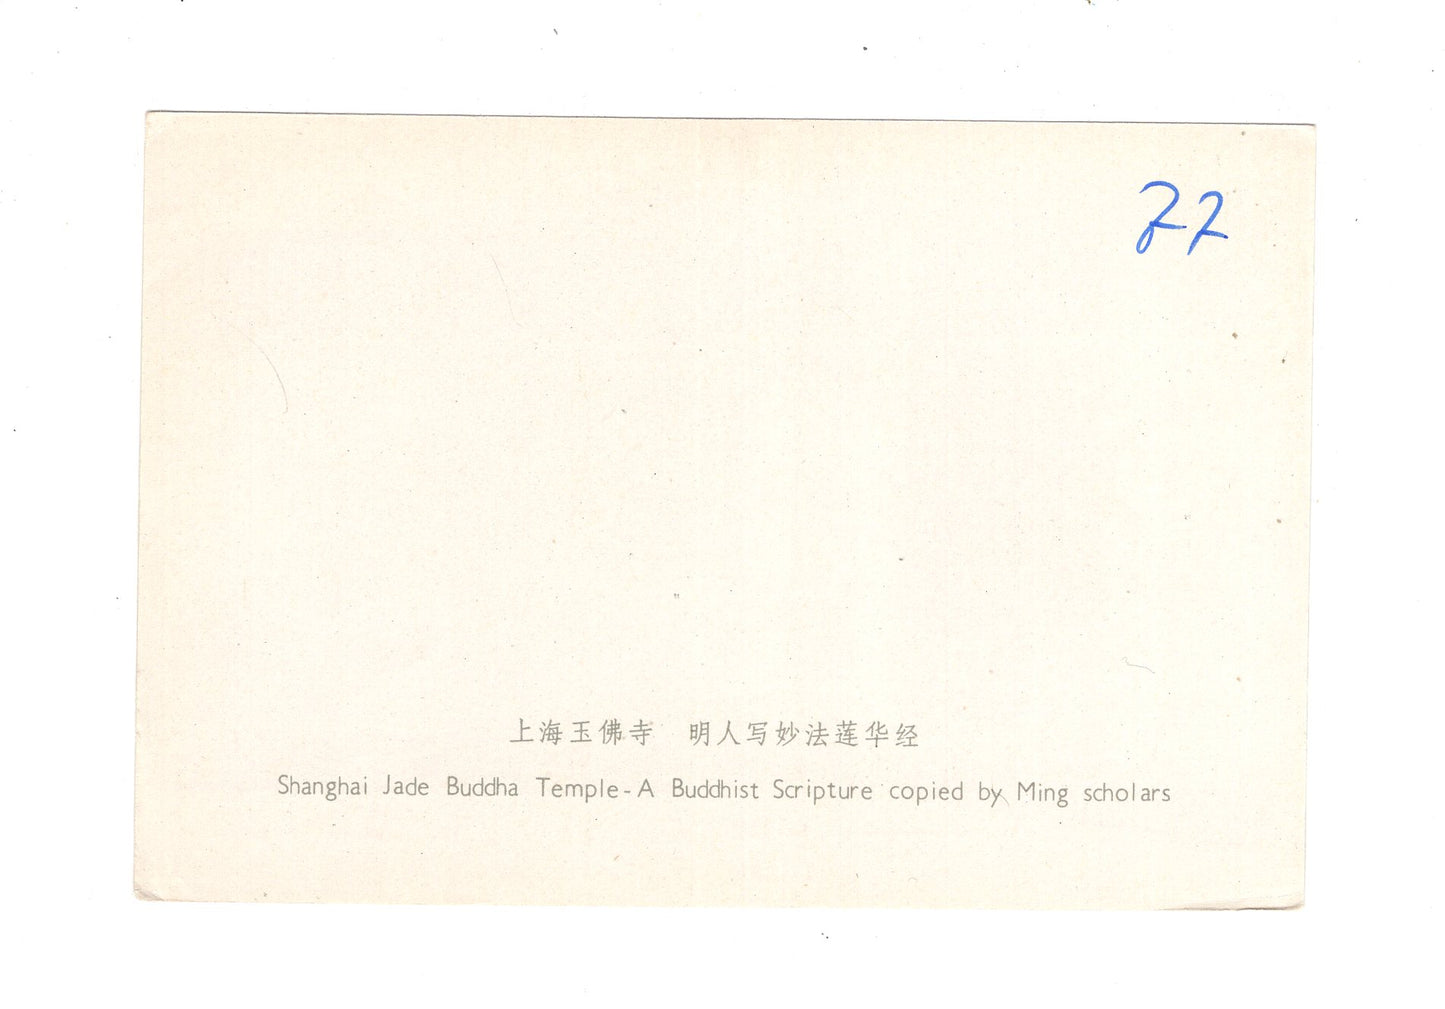 77
上海玉佛寺 明人写妙法莲华经
Shanghai Jade Buddha Temple - A Buddhist Scripture copied by Ming scholars